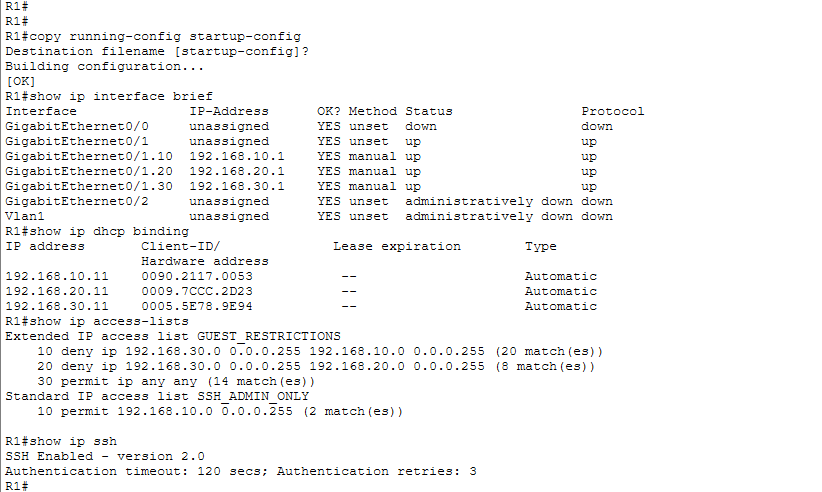 R1#
R1#
R1#copy running-config startup-config
Destination filename [startup-config]?
Building configuration...
[OK]
R1#show ip interface brief
Interface              IP-Address      OK? Method Status                Protocol
GigabitEthernet0/0     unassigned      YES unset  down                  down
GigabitEthernet0/1     unassigned      YES unset  up                    up
GigabitEthernet0/1.10  192.168.10.1    YES manual up                    up
GigabitEthernet0/1.20  192.168.20.1    YES manual up                    up
GigabitEthernet0/1.30  192.168.30.1    YES manual up                    up
GigabitEthernet0/2     unassigned      YES unset  administratively down down
Vlan1                  unassigned      YES unset  administratively down down
R1#show ip dhcp binding
IP address       Client-ID/              Lease expiration        Type
                 Hardware address
192.168.10.11    0090.2117.0053           --                     Automatic
192.168.20.11    0009.7CCC.2D23           --                     Automatic
192.168.30.11    0005.5E78.9E94           --                     Automatic
R1#show ip access-lists
Extended IP access list GUEST_RESTRICTIONS
    10 deny ip 192.168.30.0 0.0.0.255 192.168.10.0 0.0.0.255 (20 match(es))
    20 deny ip 192.168.30.0 0.0.0.255 192.168.20.0 0.0.0.255 (8 match(es))
    30 permit ip any any (14 match(es))
Standard IP access list SSH_ADMIN_ONLY
    10 permit 192.168.10.0 0.0.0.255 (2 match(es))

R1#show ip ssh
SSH Enabled - version 2.0
Authentication timeout: 120 secs; Authentication retries: 3
R1#